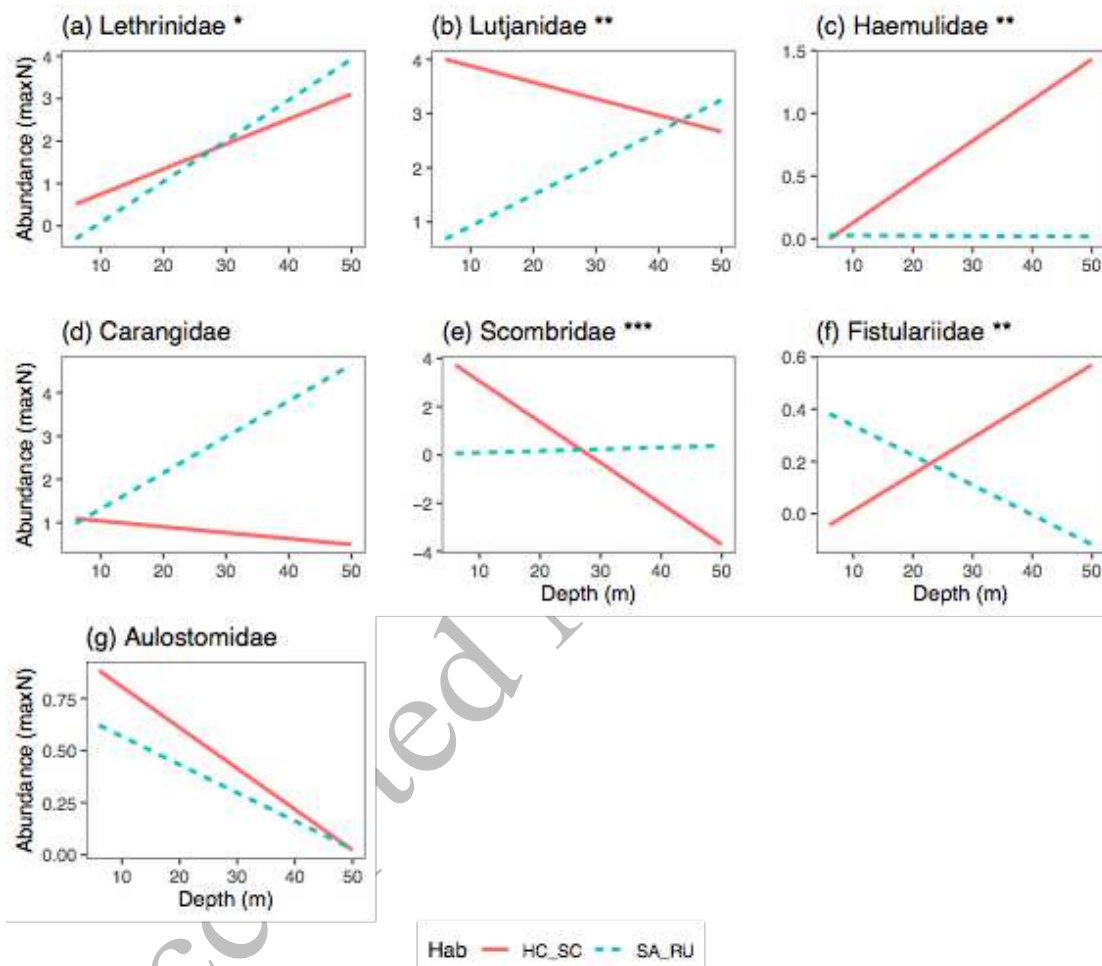 (a) Lethrinidae * (b) Lutjanidae ** (c) Haemulidae **
Abundance (maxN)
4
3
2
1
0
10 20 30 40 50
4
3
2
1
10 20 30 40 50
1.5
1.0
0.5
0.0
10 20 30 40 50
(d) Carangidae (e) Scombridae *** (f) Fistulariidae **
Abundance (maxN)
4
3
2
1
10 20 30 40 50
4
2
0
−2
−4
10 20 30 40 50
Depth (m)
0.6
0.4
0.2
0.0
10 20 30 40 50
Depth (m)
(g) Aulostomidae
Abundance (maxN)
0.75
0.50
0.25
0.00
10 20 30 40 50
Depth (m)
Hab HC_SC SA_RU